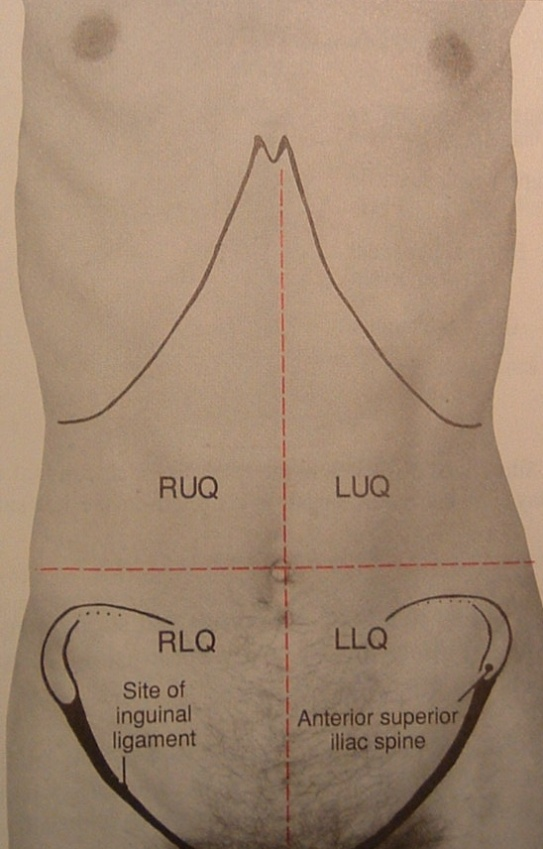 RUQ
LUQ
RLQ
LLQ
Site of
inguinal
ligament
Anterior superior
iliac spine